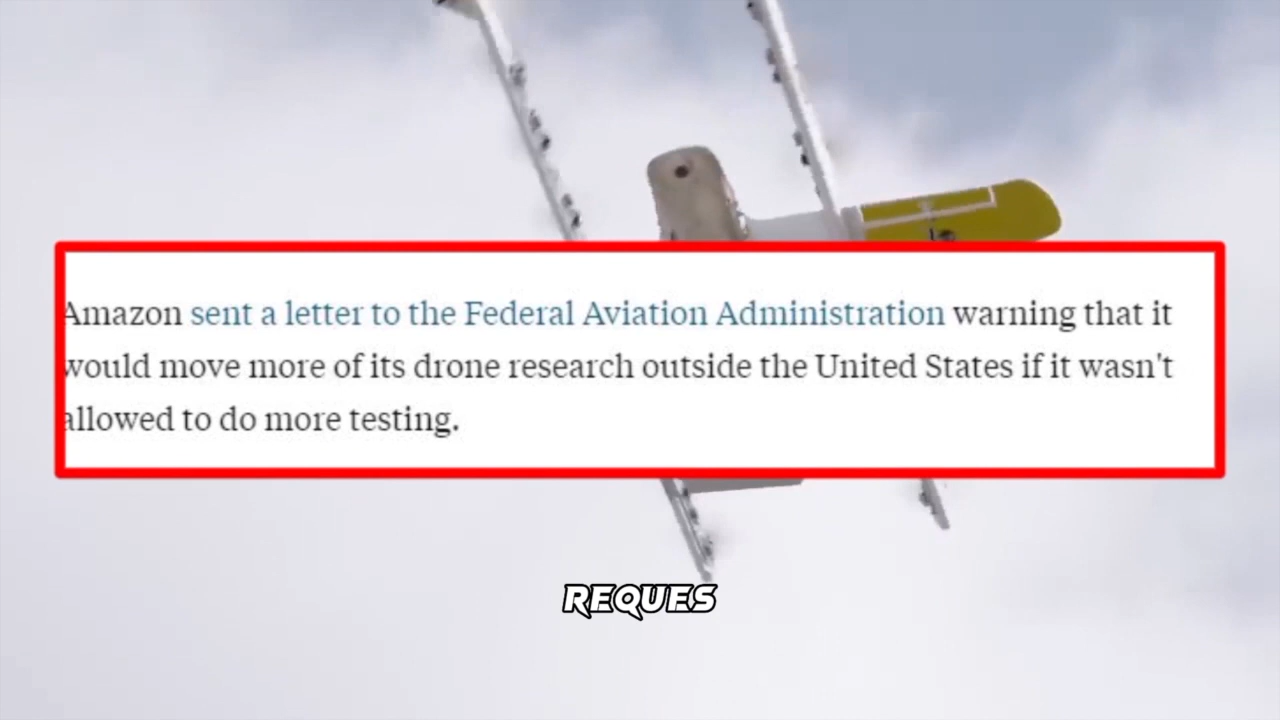 Amazon sent a letter to the Federal Aviation Administration warning that it
would move more of its drone research outside the United States if it wasn't
allowed to do more testing.
REQUES